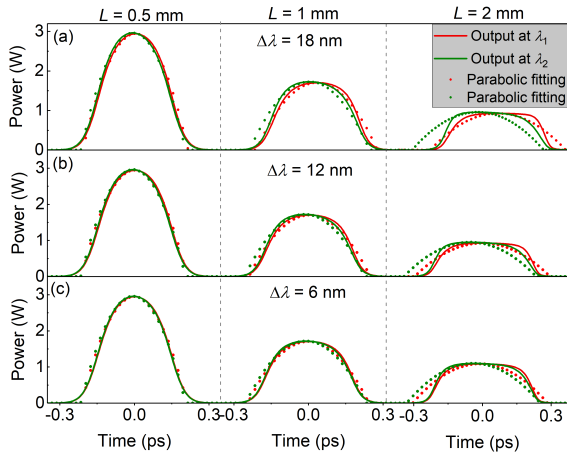 L = 0.5 mm L = 1 mm L = 2 mm
(a) Δλ = 18 nm
Output at λ1
Output at λ2
Parabolic fitting
Parabolic fitting
Power (W)
3
2
1
0
(b) Δλ = 12 nm
Power (W)
3
2
1
0
(c) Δλ = 6 nm
Power (W)
3
2
1
0
-0.3 0.0 0.3 -0.3 0.0 0.3 -0.3 0.0 0.3
Time (ps) Time (ps) Time (ps)